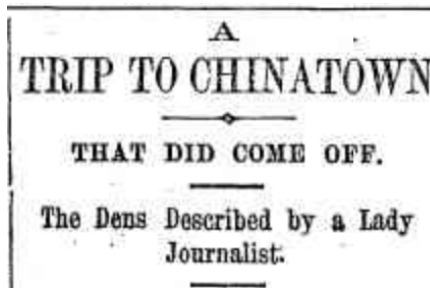 A
TRIP TO CHINATOWN
THAT DID COME OFF.
The Dens Described by a Lady
Journalist.